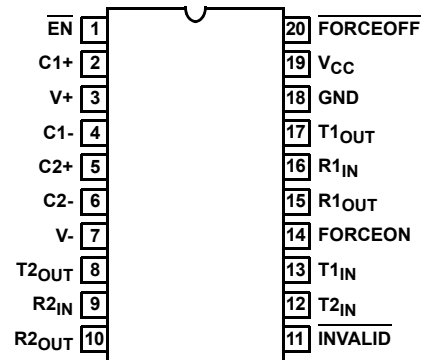 EN 1 20 FORCEOFF
C1+ 2 19 VCC
V+ 3 18 GND
C1- 4 17 T1OUT
C2+ 5 16 R1IN
C2- 6 15 R1OUT
V- 7 14 FORCEON
T2OUT 8 13 T1IN
R2IN 9 12 T2IN
R2OUT 10 11 INVALID